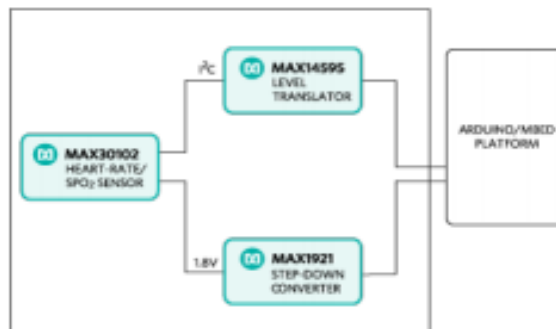 I²C
MAX14595
LEVEL
TRANSLATOR
ARDUINO/MBED
PLATFORM
MAX30102
HEART-RATE/
SPO₂ SENSOR
1.8V
MAX1921
STEP-DOWN
CONVERTER